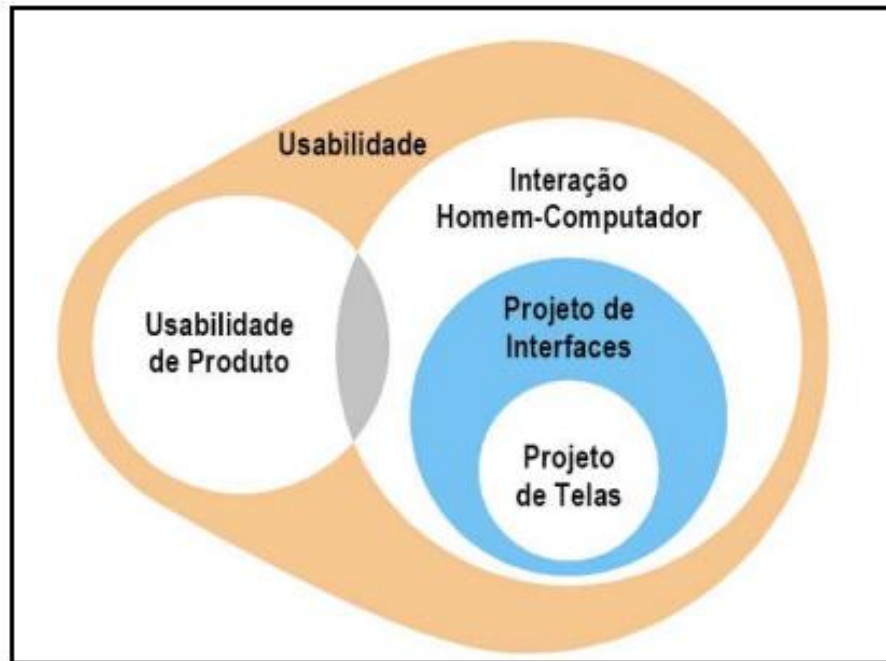 Usabilidade
Interação
Homem-Computador
Usabilidade
de Produto
Projeto de
Interfaces
Projeto
de Telas